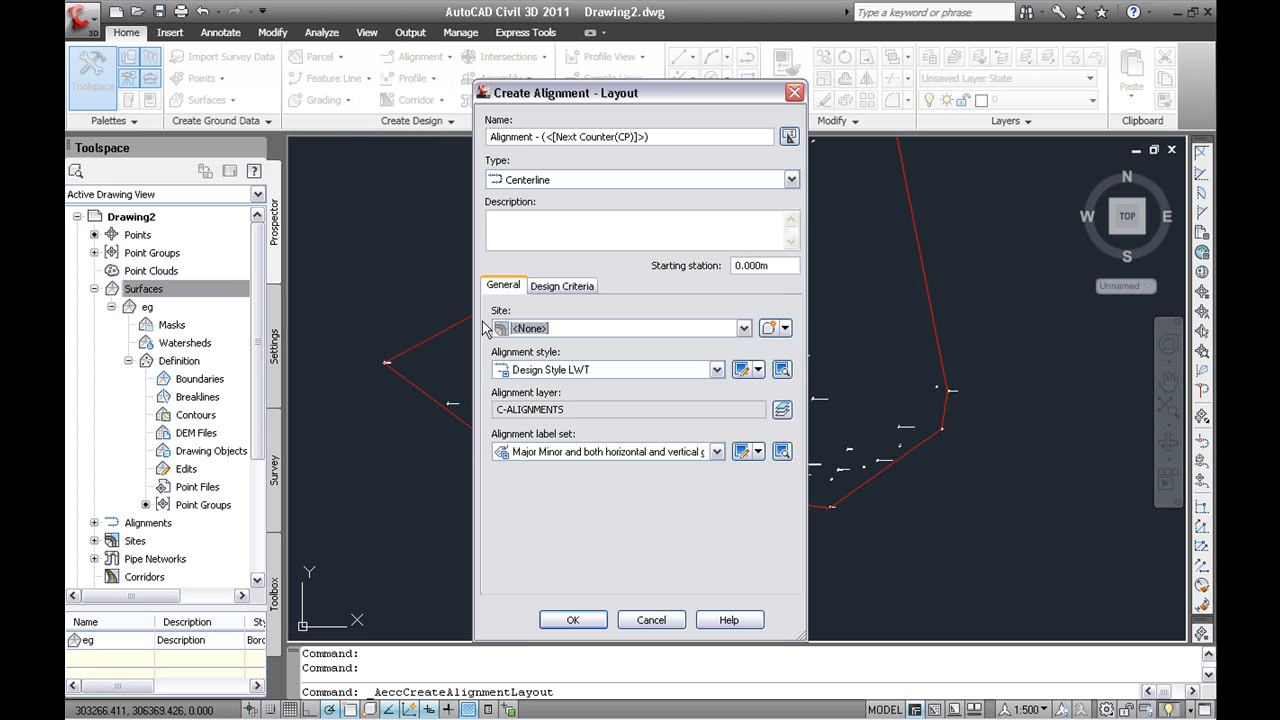 AutoCAD Civil 3D 2011 Drawing2.dwg
Type a keyword or phrase
3D
Home Insert Annotate Modify Analyze View Output Manage Express Tools
Import Survey Data
Parcel
Alignment
Intersections
Profile View
Points
Feature Line
Profile
Unsaved Layer State
Toolspace
Surfaces
Grading
Corridor
0
Paste
Palettes
Create Ground Data
Create Design
Modify
Layers
Clipboard
Toolspace
Active Drawing View
Drawing2
Points
Point Groups
Point Clouds
Surfaces
eg
Masks
Watersheds
Definition
Boundaries
Breaklines
Contours
DEM Files
Drawing Objects
Edits
Point Files
Point Groups
Alignments
Sites
Pipe Networks
Corridors
Name Description
eg Description
Prospector
Settings
Survey
Toolbox
Create Alignment - Layout
Name:
Alignment - (<[Next Counter(CP)]>)
Type:
Centerline
Description:
Starting station: 0.000m
General Design Criteria
Site:
<None>
Alignment style:
Design Style LWT
Alignment layer:
C-ALIGNMENTS
Alignment label set:
Major Minor and both horizontal and vertical
OK Cancel Help
N
W TOP E
S
Unnamed
Y
X
Command:
Command:
Command: _AeccCreateAlignmentLayout
303266.411, 306369.426, 0.000
MODEL
1:500